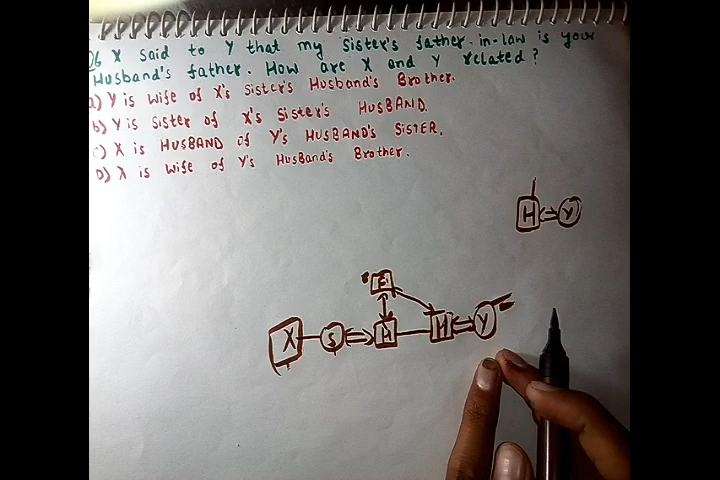 Q6 X Said to Y that my Sister's father-in-law is your
Husband's father. How are X and Y related?
a) Y is wife of X's Sister's Husband's Brother.
b) Y is Sister of X's Sister's HUSBAND.
c) X is HUSBAND of Y's HUSBAND'S SISTER.
D) X is wife of Y's HusBand's Brother.
H Y
F
X S H H Y